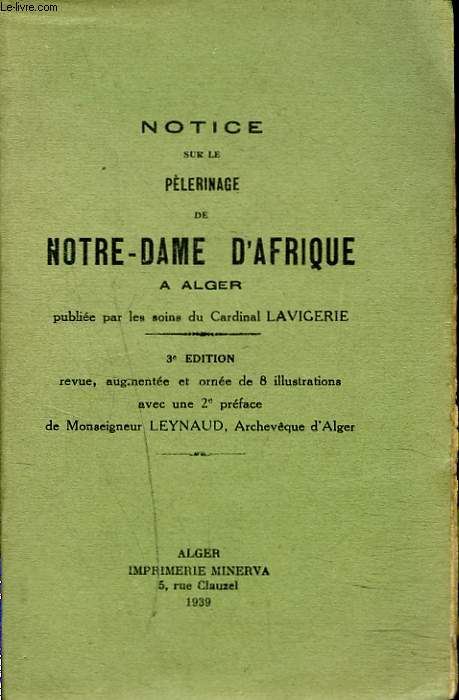 Le-livre.com
NOTICE
SUR LE
PÈLERINAGE
DE
NOTRE-DAME D'AFRIQUE
A ALGER
publiée par les soins du Cardinal LAVIGERIE
3e EDITION
revue, augmentée et ornée de 8 illustrations
avec une 2e préface
de Monseigneur LEYNAUD, Archevêque d'Alger
ALGER
IMPRIMERIE MINERVA
5, rue Clauzel
1939